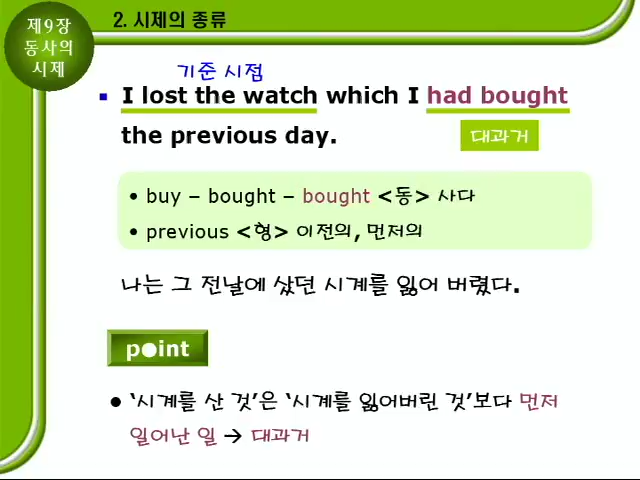 제9장
동사의
시제
2. 시제의 종류
기준 시점
▪ I lost the watch which I had bought
the previous day.
대과거
• buy – bought – bought <동> 사다
• previous <형> 이전의, 먼저의
나는 그 전날에 샀던 시계를 잃어 버렸다.
point
● ‘시계를 산 것’은 ‘시계를 잃어버린 것’보다 먼저
일어난 일 → 대과거